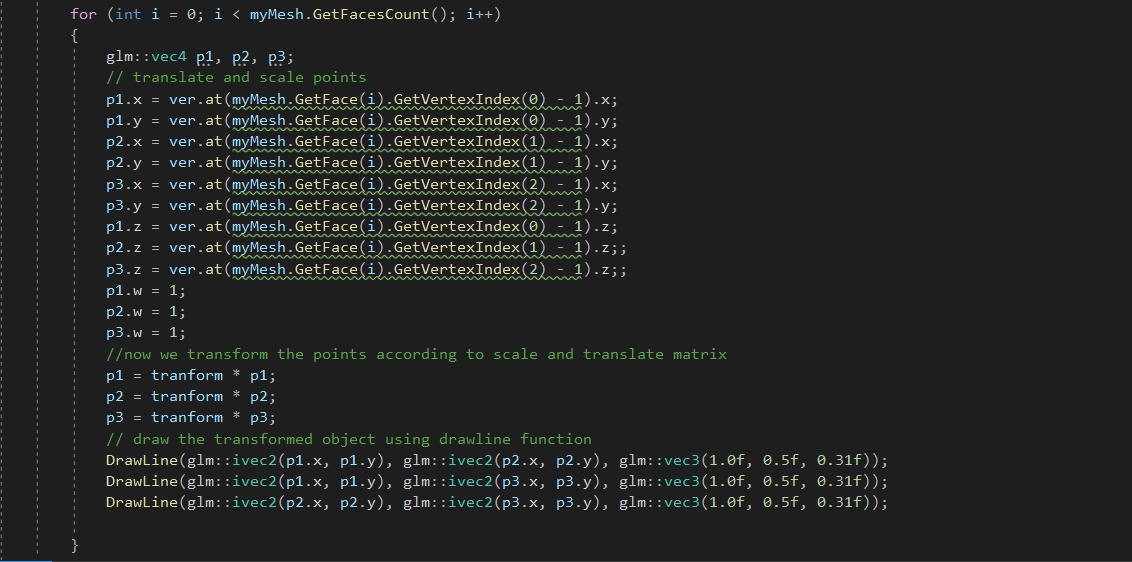 for (int i = 0; i < myMesh.GetFacesCount(); i++)
{
glm::vec4 p1, p2, p3;
// translate and scale points
p1.x = ver.at(myMesh.GetFace(i).GetVertexIndex(0) - 1).x;
p1.y = ver.at(myMesh.GetFace(i).GetVertexIndex(0) - 1).y;
p2.x = ver.at(myMesh.GetFace(i).GetVertexIndex(1) - 1).x;
p2.y = ver.at(myMesh.GetFace(i).GetVertexIndex(1) - 1).y;
p3.x = ver.at(myMesh.GetFace(i).GetVertexIndex(2) - 1).x;
p3.y = ver.at(myMesh.GetFace(i).GetVertexIndex(2) - 1).y;
p1.z = ver.at(myMesh.GetFace(i).GetVertexIndex(0) - 1).z;
p2.z = ver.at(myMesh.GetFace(i).GetVertexIndex(1) - 1).z;;
p3.z = ver.at(myMesh.GetFace(i).GetVertexIndex(2) - 1).z;;
p1.w = 1;
p2.w = 1;
p3.w = 1;
//now we transform the points according to scale and translate matrix
p1 = tranform * p1;
p2 = tranform * p2;
p3 = tranform * p3;
// draw the transformed object using drawline function
DrawLine(glm::ivec2(p1.x, p1.y), glm::ivec2(p2.x, p2.y), glm::vec3(1.0f, 0.5f, 0.31f));
DrawLine(glm::ivec2(p1.x, p1.y), glm::ivec2(p3.x, p3.y), glm::vec3(1.0f, 0.5f, 0.31f));
DrawLine(glm::ivec2(p2.x, p2.y), glm::ivec2(p3.x, p3.y), glm::vec3(1.0f, 0.5f, 0.31f));
}